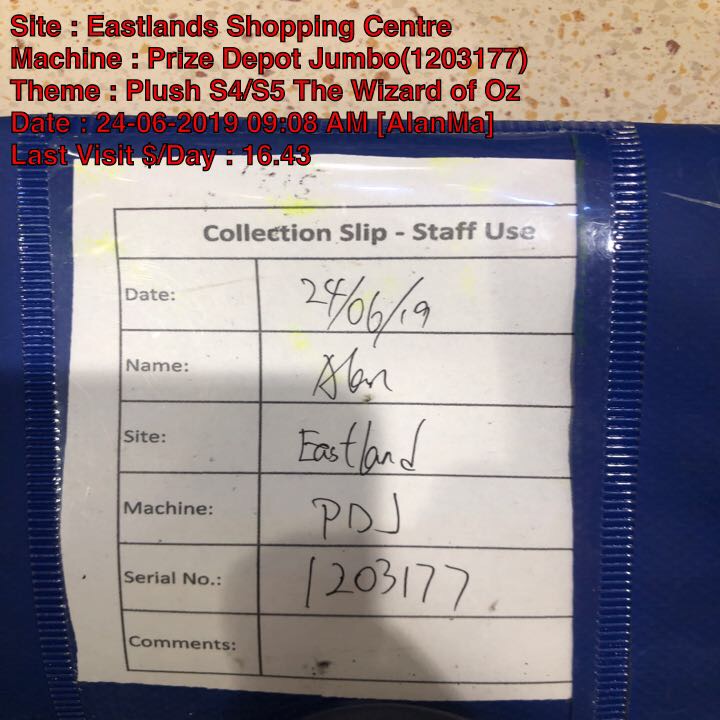 Site : Eastlands Shopping Centre
Machine : Prize Depot Jumbo(1203177)
Theme : Plush S4/S5 The Wizard of Oz
Date : 24-06-2019 09:08 AM [AlanMa]
Last Visit $/Day : 16.43
Collection Slip - Staff Use
Date: 24/06/19
Name: Alan
Site: Eastland
Machine: PDJ
Serial No.: 1203177
Comments: